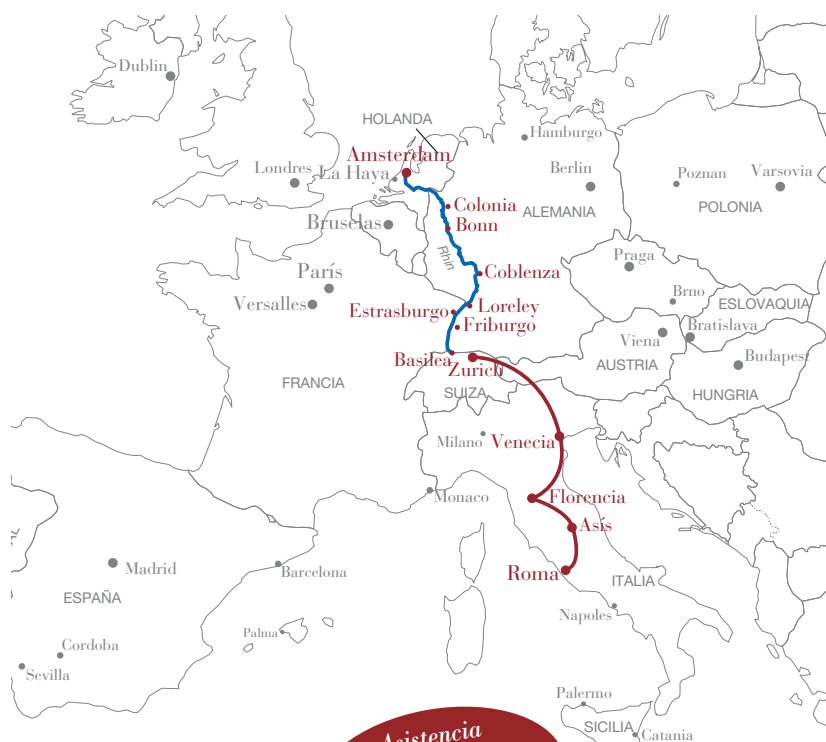 Dublin
HOLANDA
Hamburgo
Amsterdam
Londres
La Haya
Berlin
Poznan
Varsovia
Colonia
ALEMANIA
POLONIA
Bruselas
Bonn
Rhin
Praga
París
Coblenza
Brno
Versalles
ESLOVAQUIA
Estrasburgo
Loreley
Friburgo
Bratislava
Viena
Basilea
Zurich
Budapest
AUSTRIA
FRANCIA
SUIZA
HUNGRIA
Milano
Venecia
Monaco
Florencia
Asís
AL
Madrid
Barcelona
Roma
ITALIA
ESPAÑA
Napoles
Palma
Cordoba
Sevilla
Palermo
SICILIA
Catania
Asistencia